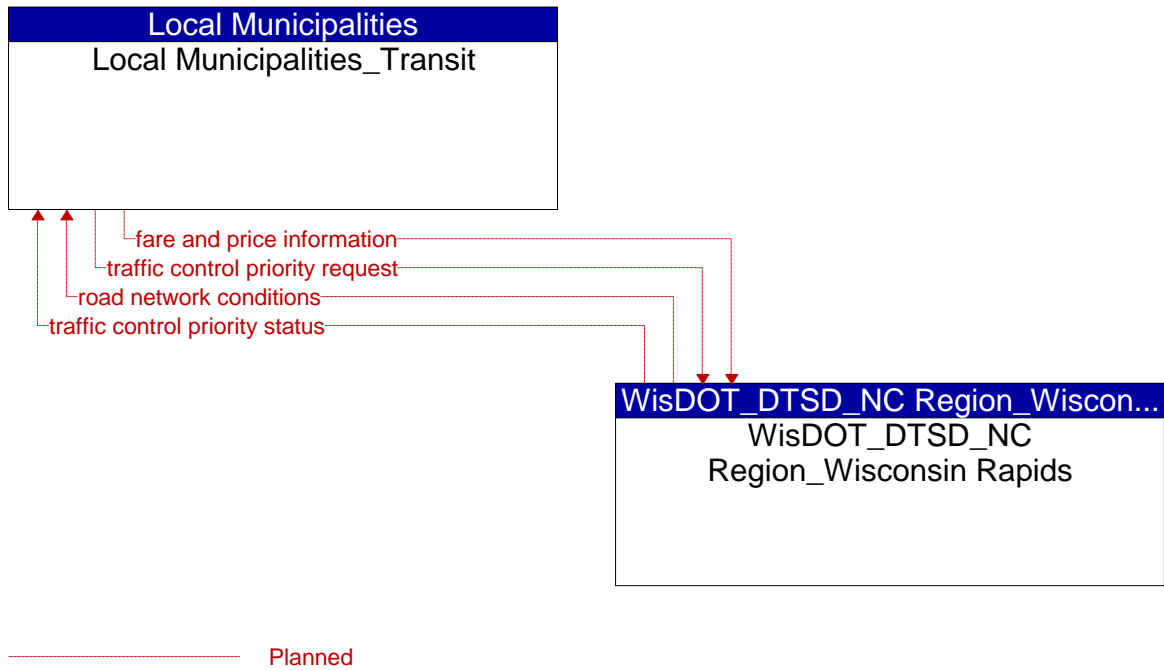 Local Municipalities
Local Municipalities_Transit
fare and price information
traffic control priority request
road network conditions
traffic control priority status
WisDOT_DTSD_NC Region_Wiscon...
WisDOT_DTSD_NC
Region_Wisconsin Rapids
Planned